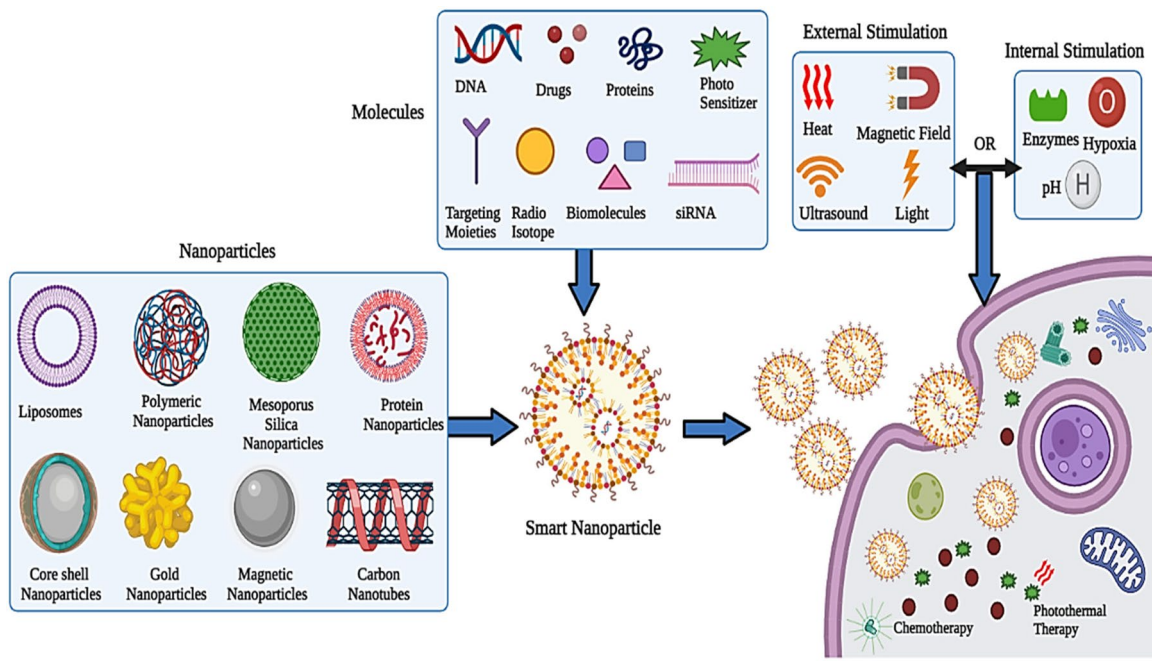 Molecules
DNA
Drugs
Proteins
Photo
Sensitizer
Targeting
Moieties
Radio
Isotope
Biomolecules
siRNA
External Stimulation
Heat
Magnetic Field
Ultrasound
Light
OR
Internal Stimulation
Enzymes
Hypoxia
O
pH
H
Nanoparticles
Liposomes
Polymeric
Nanoparticles
Mesoporus
Silica
Nanoparticles
Protein
Nanoparticles
Core shell
Nanoparticles
Gold
Nanoparticles
Magnetic
Nanoparticles
Carbon
Nanotubes
Smart Nanoparticle
Chemotherapy
Photothermal
Therapy